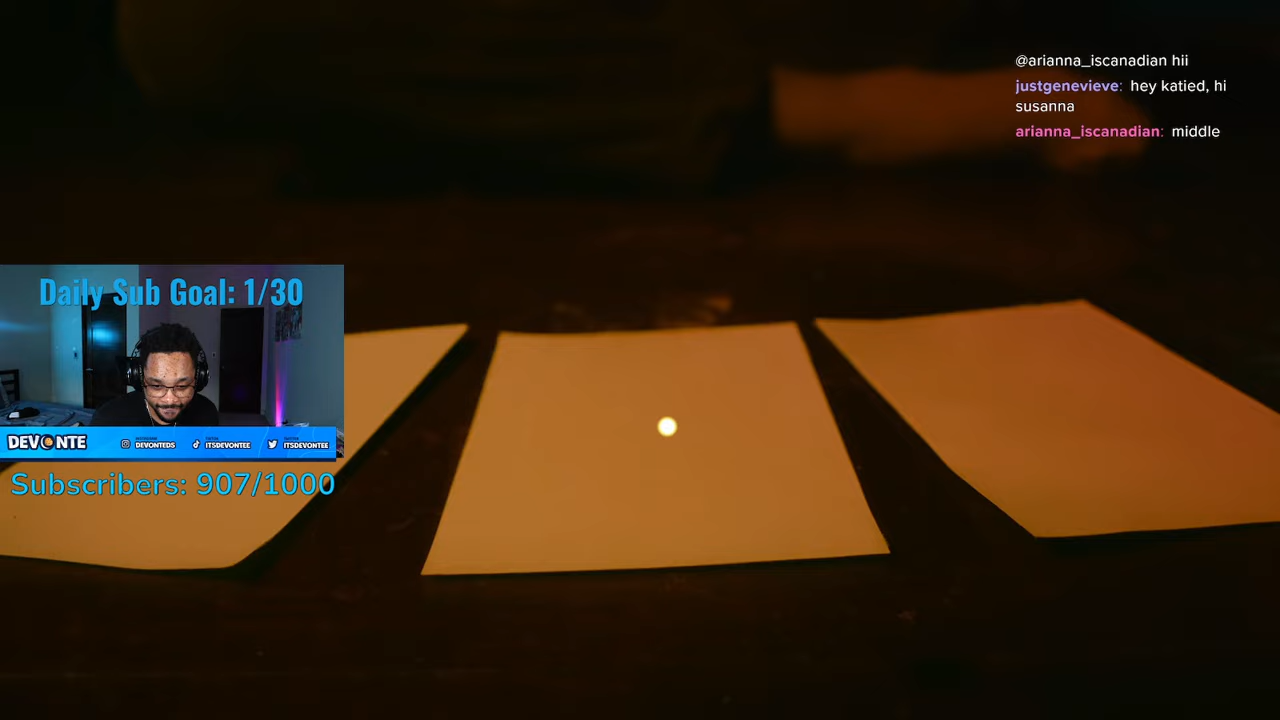 @arianna_iscanadian hii
justgenevieve: hey katied, hi
susanna
arianna_iscanadian: middle
Daily Sub Goal: 1/30
DEVONTE
DEVONTEDS
ITSDEVONTEE
ITSDEVONTEE
Subscribers: 907/1000